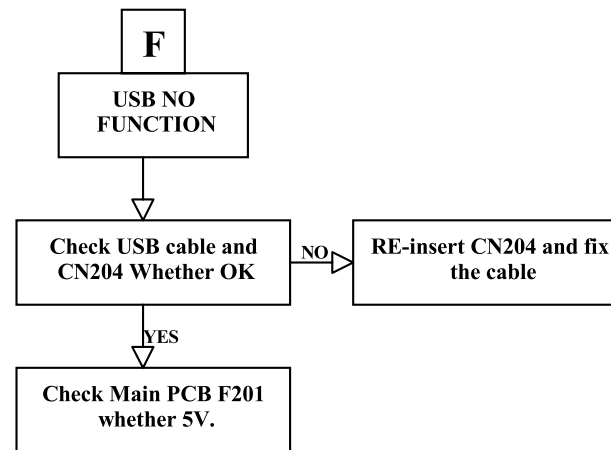 F
USB NO
FUNCTION
Check USB cable and
CN204 Whether OK
NO
RE-insert CN204 and fix
the cable
YES
Check Main PCB F201
whether 5V.